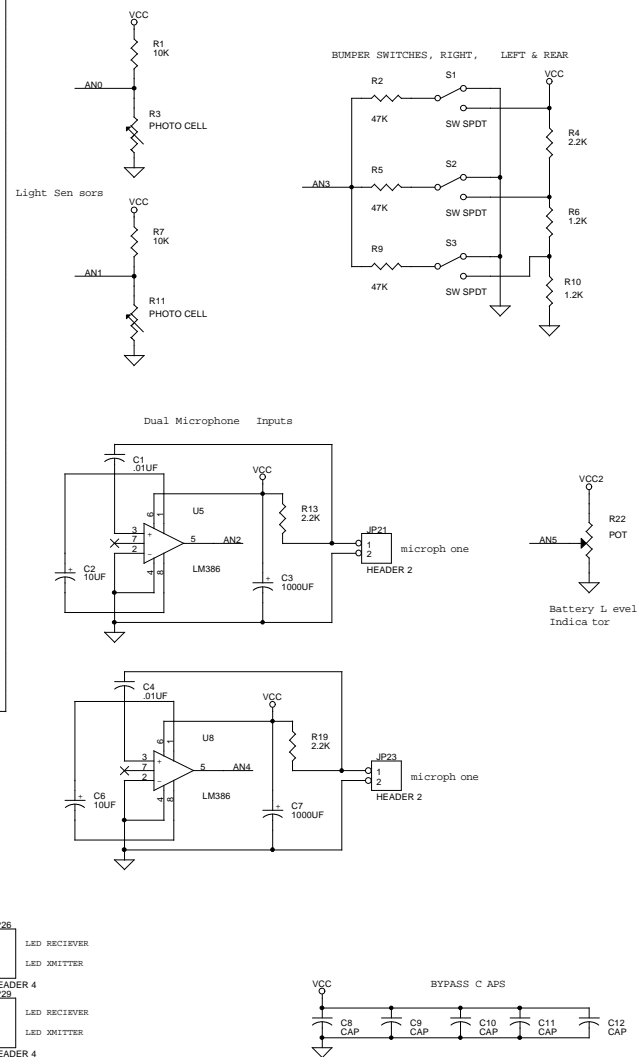 VCC
R1
10K
AN0
R3
PHOTO CELL
Light Sen sors
VCC
R7
10K
AN1
R11
PHOTO CELL
BUMPER SWITCHES, RIGHT, LEFT & REAR
R2
47K
S1
SW SPDT
VCC
R4
2.2K
AN3
R5
47K
S2
SW SPDT
R6
1.2K
R9
47K
S3
SW SPDT
R10
1.2K
Dual Microphone Inputs
C1
.01UF
VCC
U5
R13
2.2K
JP21
6
1
3
7
2
+
−
5
AN2
4
8
LM386
1
2
HEADER 2
microph one
C2
10UF
+
C3
1000UF
+
VCC2
R22
POT
AN5
Battery L evel
Indica tor
C4
.01UF
VCC
U8
R19
2.2K
JP23
6
1
3
7
2
+
−
5
AN4
4
8
LM386
1
2
HEADER 2
microph one
C6
10UF
+
C7
1000UF
+
P26
LED RECIEVER
LED XMITTER
EADER 4
P29
LED RECIEVER
LED XMITTER
EADER 4
VCC
BYPASS C APS
C8
CAP
C9
CAP
C10
CAP
C11
CAP
C12
CAP